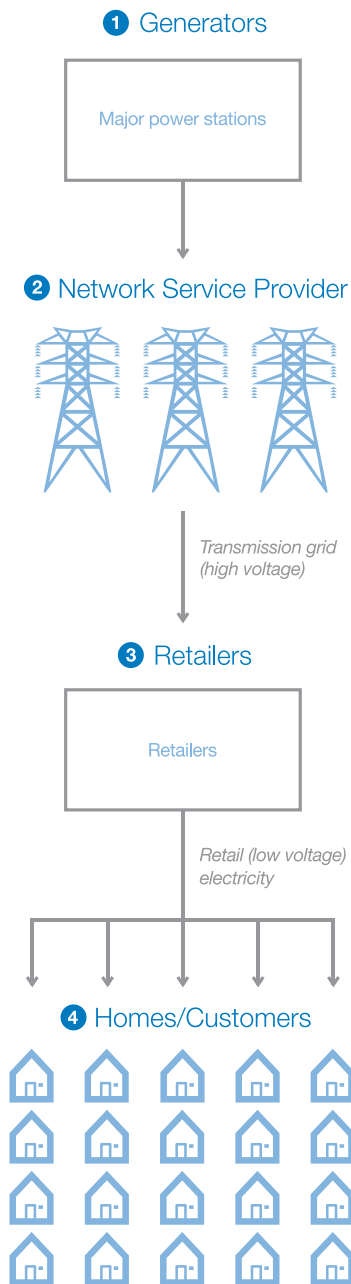 1 Generators
Major power stations
2 Network Service Provider
Transmission grid
(high voltage)
3 Retailers
Retailers
Retail (low voltage)
electricity
4 Homes/Customers